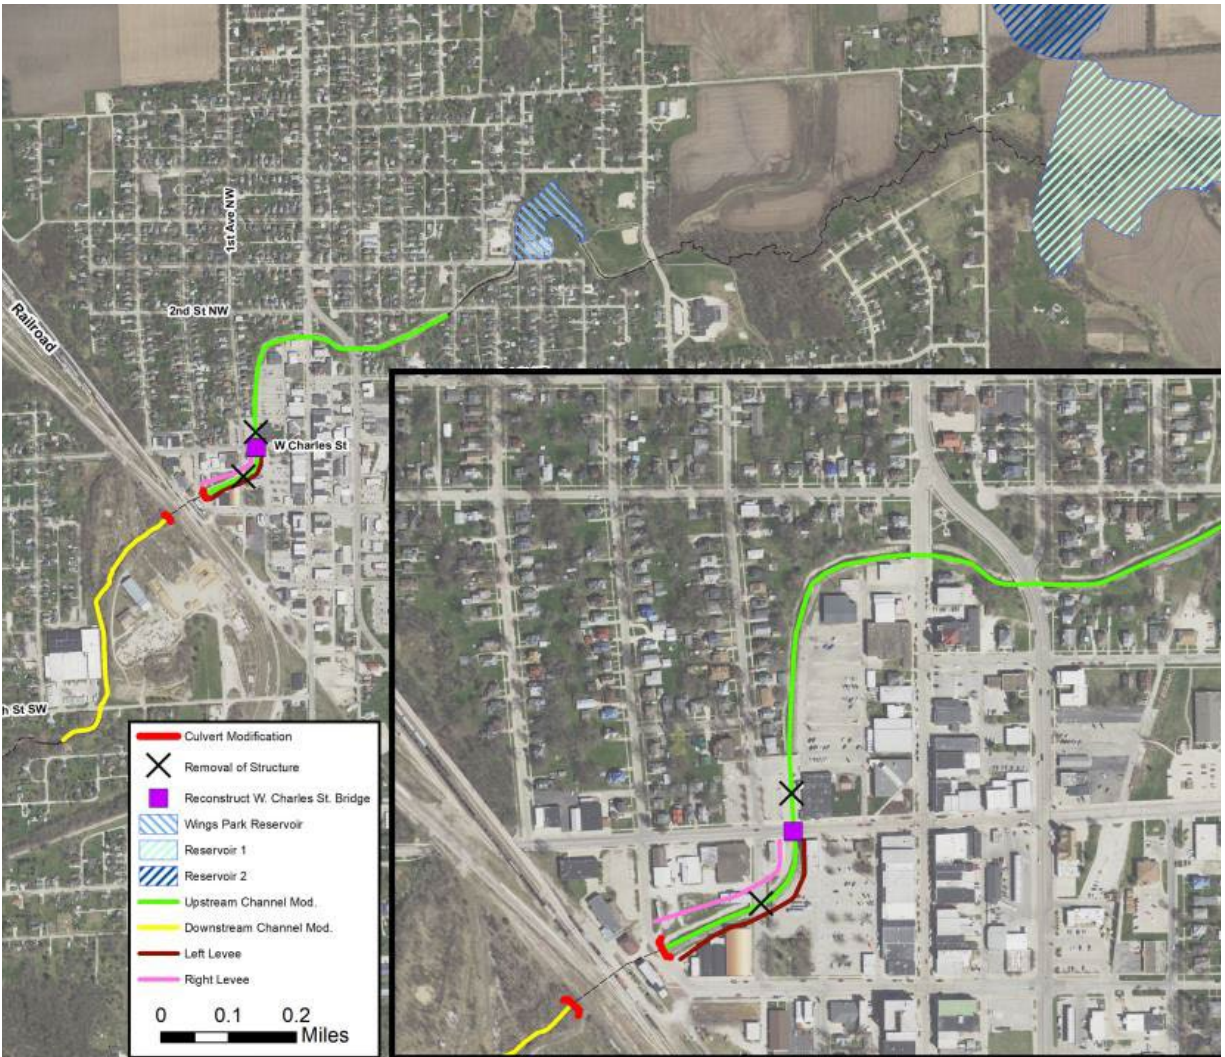 1st Ave NW
2nd St NW
Railroad
W Charles St
h St SW
Culvert Modification
Removal of Structure
Reconstruct W. Charles St. Bridge
Wings Park Reservoir
Reservoir 1
Reservoir 2
Upstream Channel Mod.
Downstream Channel Mod.
Left Levee
Right Levee
0 0.1 0.2
Miles